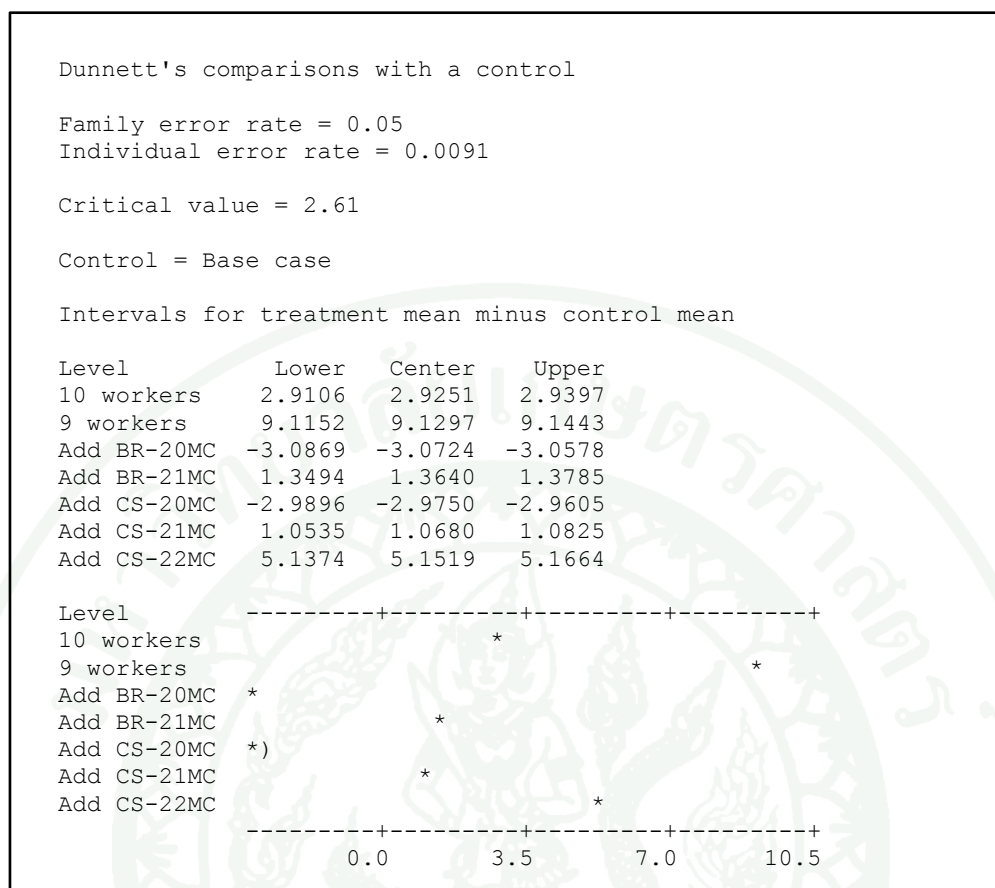 Dunnett's comparisons with a control
Family error rate = 0.05
Individual error rate = 0.0091
Critical value = 2.61
Control = Base case
Intervals for treatment mean minus control mean
Level Lower Center Upper
10 workers 2.9106 2.9251 2.9397
9 workers 9.1152 9.1297 9.1443
Add BR-20MC -3.0869 -3.0724 -3.0578
Add BR-21MC 1.3494 1.3640 1.3785
Add CS-20MC -2.9896 -2.9750 -2.9605
Add CS-21MC 1.0535 1.0680 1.0825
Add CS-22MC 5.1374 5.1519 5.1664
Level ---------+---------+---------+---------+
10 workers *
9 workers *
Add BR-20MC *
Add BR-21MC *
Add CS-20MC *)
Add CS-21MC *
Add CS-22MC *
---------+---------+---------+---------+
0.0 3.5 7.0 10.5